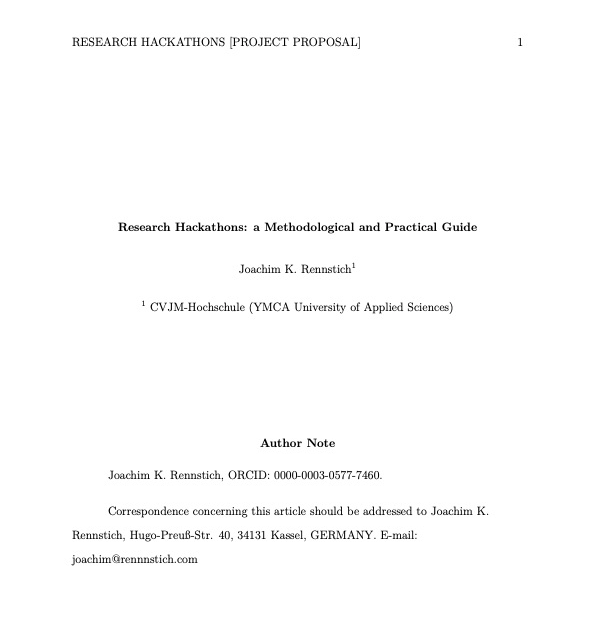 RESEARCH HACKATHONS [PROJECT PROPOSAL] 1
Research Hackathons: a Methodological and Practical Guide
Joachim K. Rennstich¹
¹ CVJM-Hochschule (YMCA University of Applied Sciences)
Author Note
Joachim K. Rennstich, ORCID: 0000-0003-0577-7460.
Correspondence concerning this article should be addressed to Joachim K.
Rennstich, Hugo-Preuß-Str. 40, 34131 Kassel, GERMANY. E-mail:
joachim@rennnstich.com